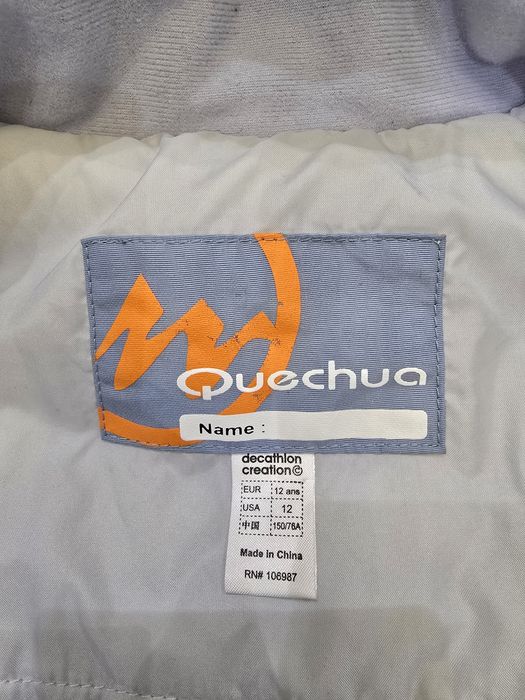 Quechua
Name :
decathlon
creation©
EUR 12 ans
USA 12
中国 150/76A
Made in China
RN# 106987